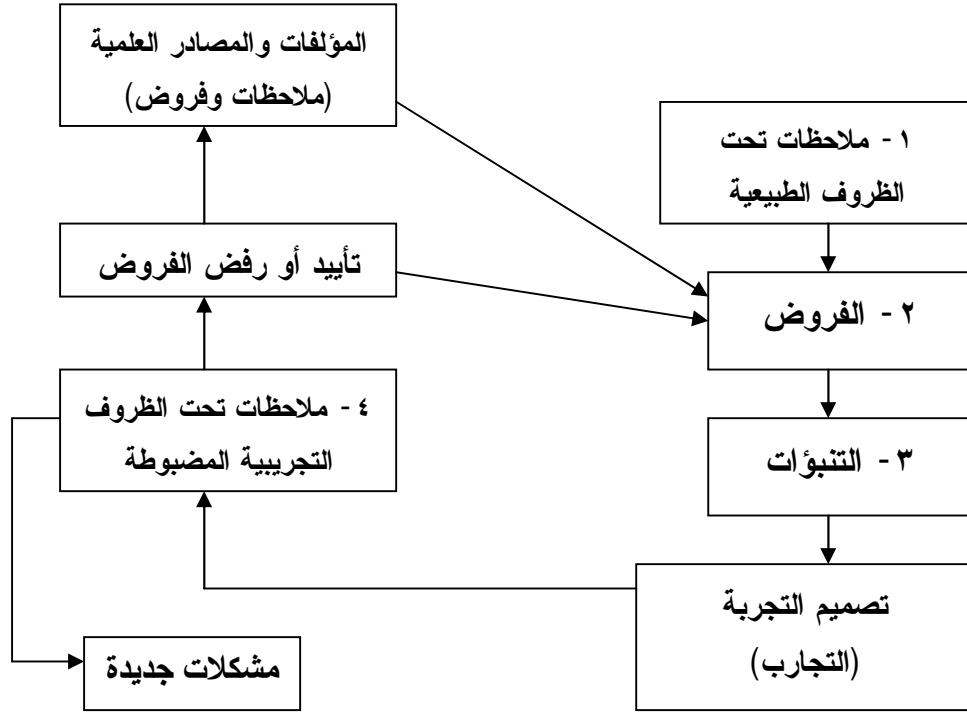 المؤلفات والمصادر العلمية
(ملاحظات وفروض)
١ - ملاحظات تحت
الظروف الطبيعية
تأييد أو رفض الفروض
٢ - الفروض
٤ - ملاحظات تحت الظروف
التجريبية المضبوطة
٣ - التنبؤات
تصميم التجربة
(التجارب)
مشكلات جديدة